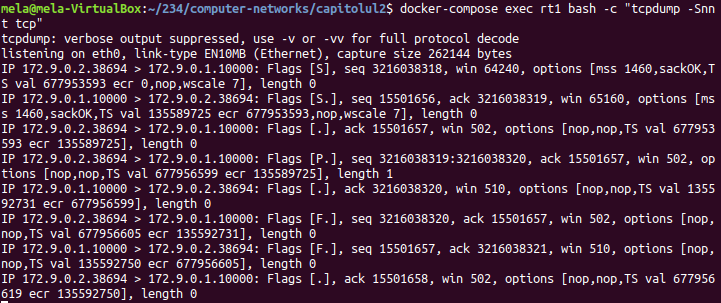 mela@mela-VirtualBox:~/234/computer-networks/capitolul2$ docker-compose exec rt1 bash -c "tcpdump -Snn
t tcp"
tcpdump: verbose output suppressed, use -v or -vv for full protocol decode
listening on eth0, link-type EN10MB (Ethernet), capture size 262144 bytes
IP 172.9.0.2.38694 > 172.9.0.1.10000: Flags [S], seq 3216038318, win 64240, options [mss 1460,sackOK,T
S val 677953593 ecr 0,nop,wscale 7], length 0
IP 172.9.0.1.10000 > 172.9.0.2.38694: Flags [S.], seq 15501656, ack 3216038319, win 65160, options [ms
s 1460,sackOK,TS val 135589725 ecr 677953593,nop,wscale 7], length 0
IP 172.9.0.2.38694 > 172.9.0.1.10000: Flags [.], ack 15501657, win 502, options [nop,nop,TS val 677953
593 ecr 135589725], length 0
IP 172.9.0.2.38694 > 172.9.0.1.10000: Flags [P.], seq 3216038319:3216038320, ack 15501657, win 502, op
tions [nop,nop,TS val 677956599 ecr 135589725], length 1
IP 172.9.0.1.10000 > 172.9.0.2.38694: Flags [.], ack 3216038320, win 510, options [nop,nop,TS val 1355
92731 ecr 677956599], length 0
IP 172.9.0.2.38694 > 172.9.0.1.10000: Flags [F.], seq 3216038320, ack 15501657, win 502, options [nop,
nop,TS val 677956605 ecr 135592731], length 0
IP 172.9.0.1.10000 > 172.9.0.2.38694: Flags [F.], seq 15501657, ack 3216038321, win 510, options [nop,
nop,TS val 135592750 ecr 677956605], length 0
IP 172.9.0.2.38694 > 172.9.0.1.10000: Flags [.], ack 15501658, win 502, options [nop,nop,TS val 677956
619 ecr 135592750], length 0